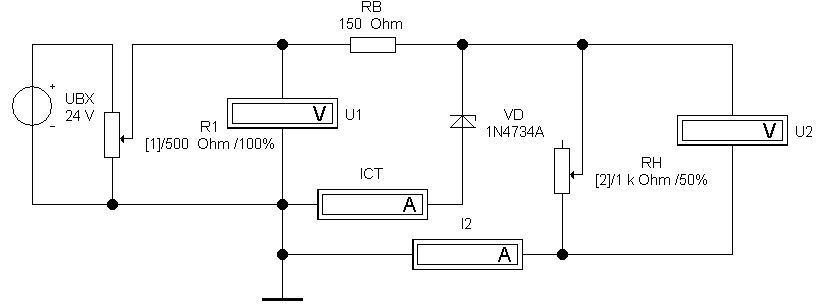 RB
150 Ohm
+
UBX
24 V
-
R1
[1]/500 Ohm /100%
V
U1
VD
1N4734A
V
U2
RH
[2]/1 k Ohm /50%
ICT
A
I2
A